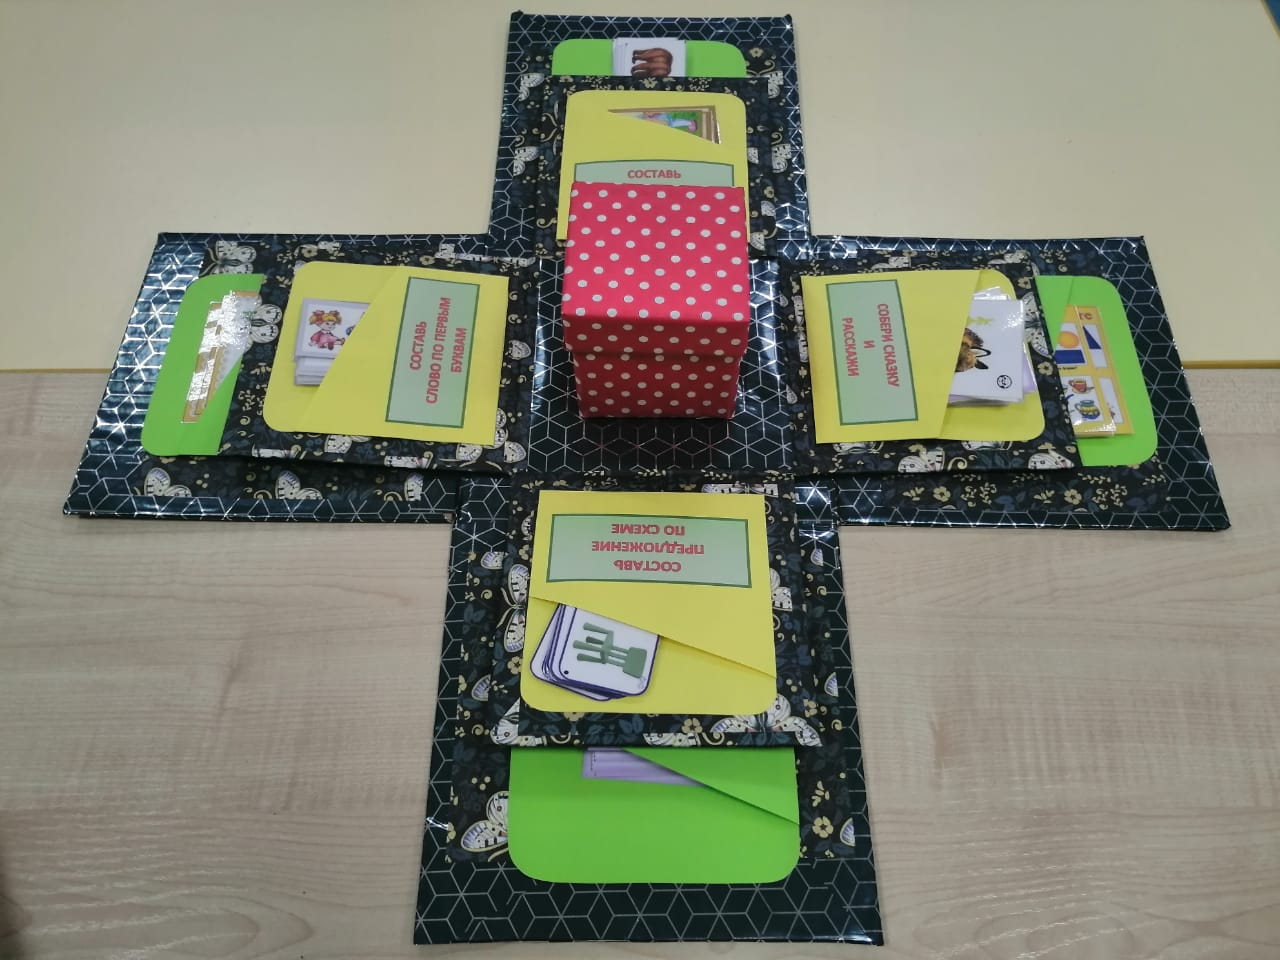 СОСТАВЬ
СОСТАВЬ
СЛОВО ПО ПЕРВЫМ
БУКВАМ
СОБЕРИ СКАЗКУ
И
РАССКАЖИ
СОСТАВЬ
ПРЕДЛОЖЕНИЕ
ПО СХЕМЕ